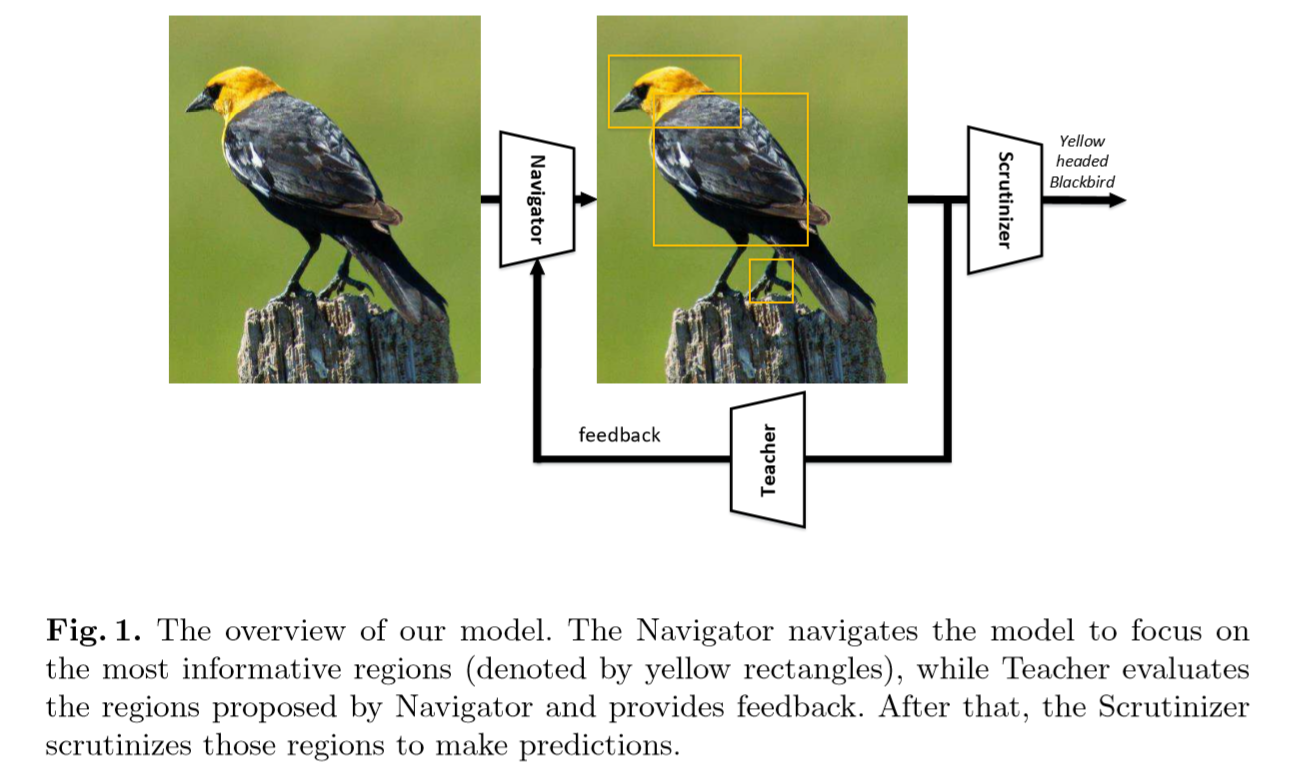 Navigator
Scrutinizer
Yellow
headed
Blackbird
feedback
Teacher
Fig. 1. The overview of our model. The Navigator navigates the model to focus on
the most informative regions (denoted by yellow rectangles), while Teacher evaluates
the regions proposed by Navigator and provides feedback. After that, the Scrutinizer
scrutinizes those regions to make predictions.